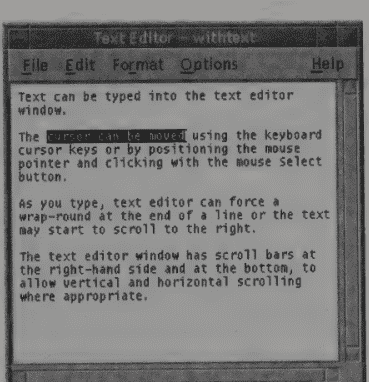 Text Editor - withtext
File Edit Format Options Help
Text can be typed into the text editor
window.
The cursor can be moved using the keyboard
cursor keys or by positioning the mouse
pointer and clicking with the mouse Select
button.
As you type, text editor can force a
wrap-round at the end of a line or the text
may start to scroll to the right.
The text editor window has scroll bars at
the right-hand side and at the bottom, to
allow vertical and horizontal scrolling
where appropriate.